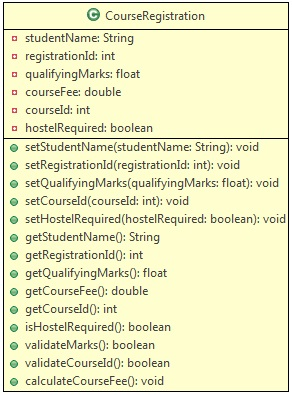 CourseRegistration
studentName: String
registrationId: int
qualifyingMarks: float
courseFee: double
courseId: int
hostelRequired: boolean
setStudentName(studentName: String): void
setRegistrationId(registrationId: int): void
setQualifyingMarks(qualifyingMarks: float): void
setCourseId(courseId: int): void
setHostelRequired(hostelRequired: boolean): void
getStudentName(): String
getRegistrationId(): int
getQualifyingMarks(): float
getCourseFee(): double
getCourseId(): int
isHostelRequired(): boolean
validateMarks(): boolean
validateCourseId(): boolean
calculateCourseFee(): void